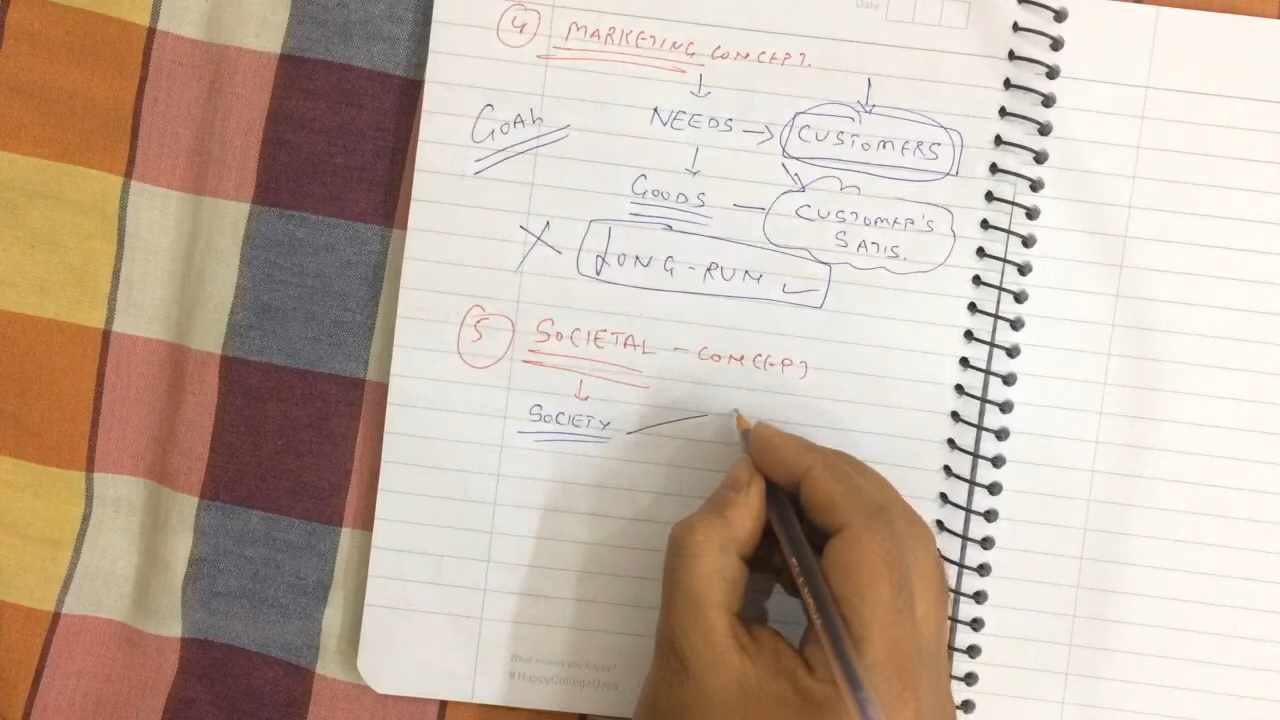 Date
4 MARKETING CONCEPT.
GOAL
NEEDS → CUSTOMERS
GOODS - CUSTOMER'S
SATIS.
X LONG-RUN ✓
5 SOCIETAL - CONCEPT
SOCIETY
What makes you happy?
#HappyCollegeDays